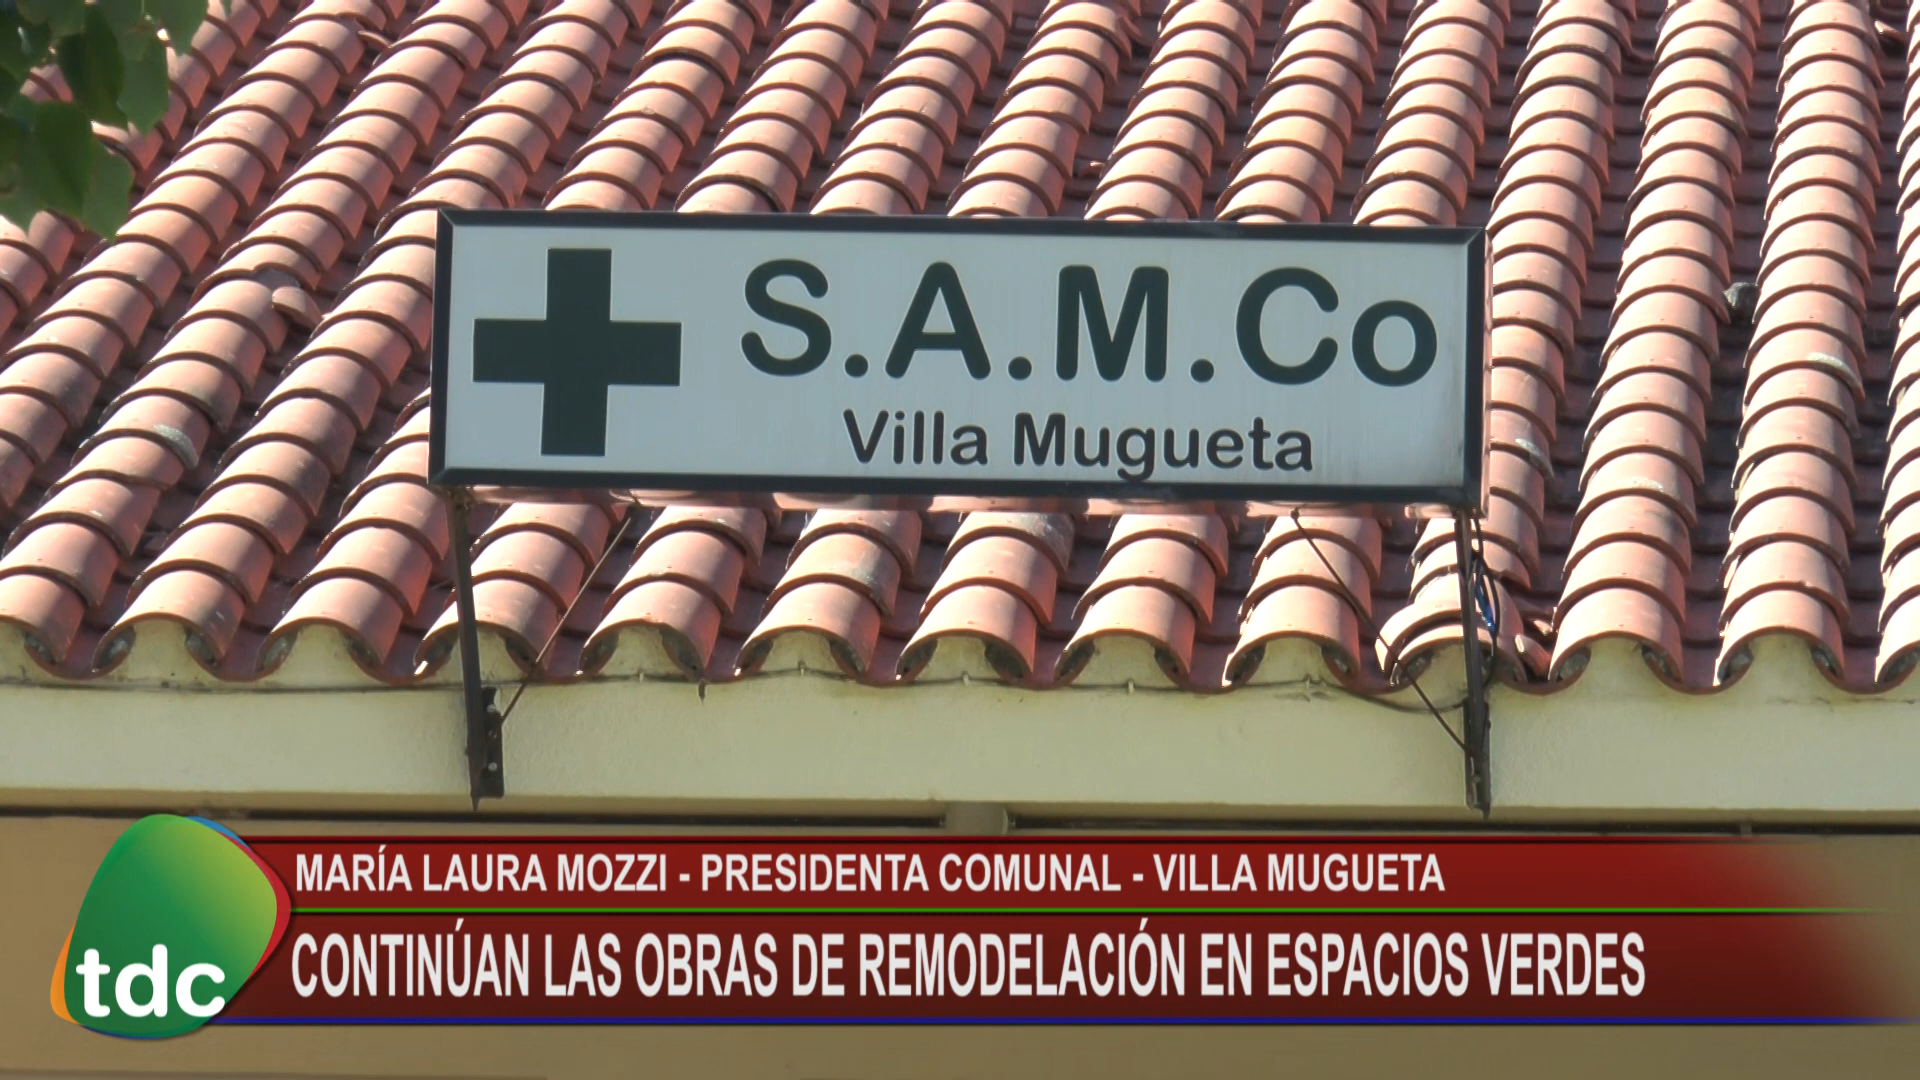 S.A.M.Co
Villa Mugueta
MARÍA LAURA MOZZI - PRESIDENTA COMUNAL - VILLA MUGUETA
CONTINÚAN LAS OBRAS DE REMODELACIÓN EN ESPACIOS VERDES
tdc